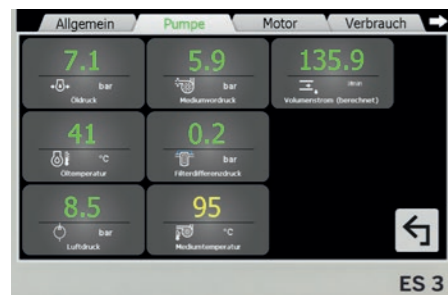 Allgemein Pumpe Motor Verbrauch
7.1 5.9 135.9
bar bar l/min
Öldruck Mediumvordruck Volumenstrom (berechnet)
41 0.2
°C bar
Öltemperatur Filterdifferenzdruck
8.5 95
bar °C
Luftdruck Mediumtemperatur
ES 3